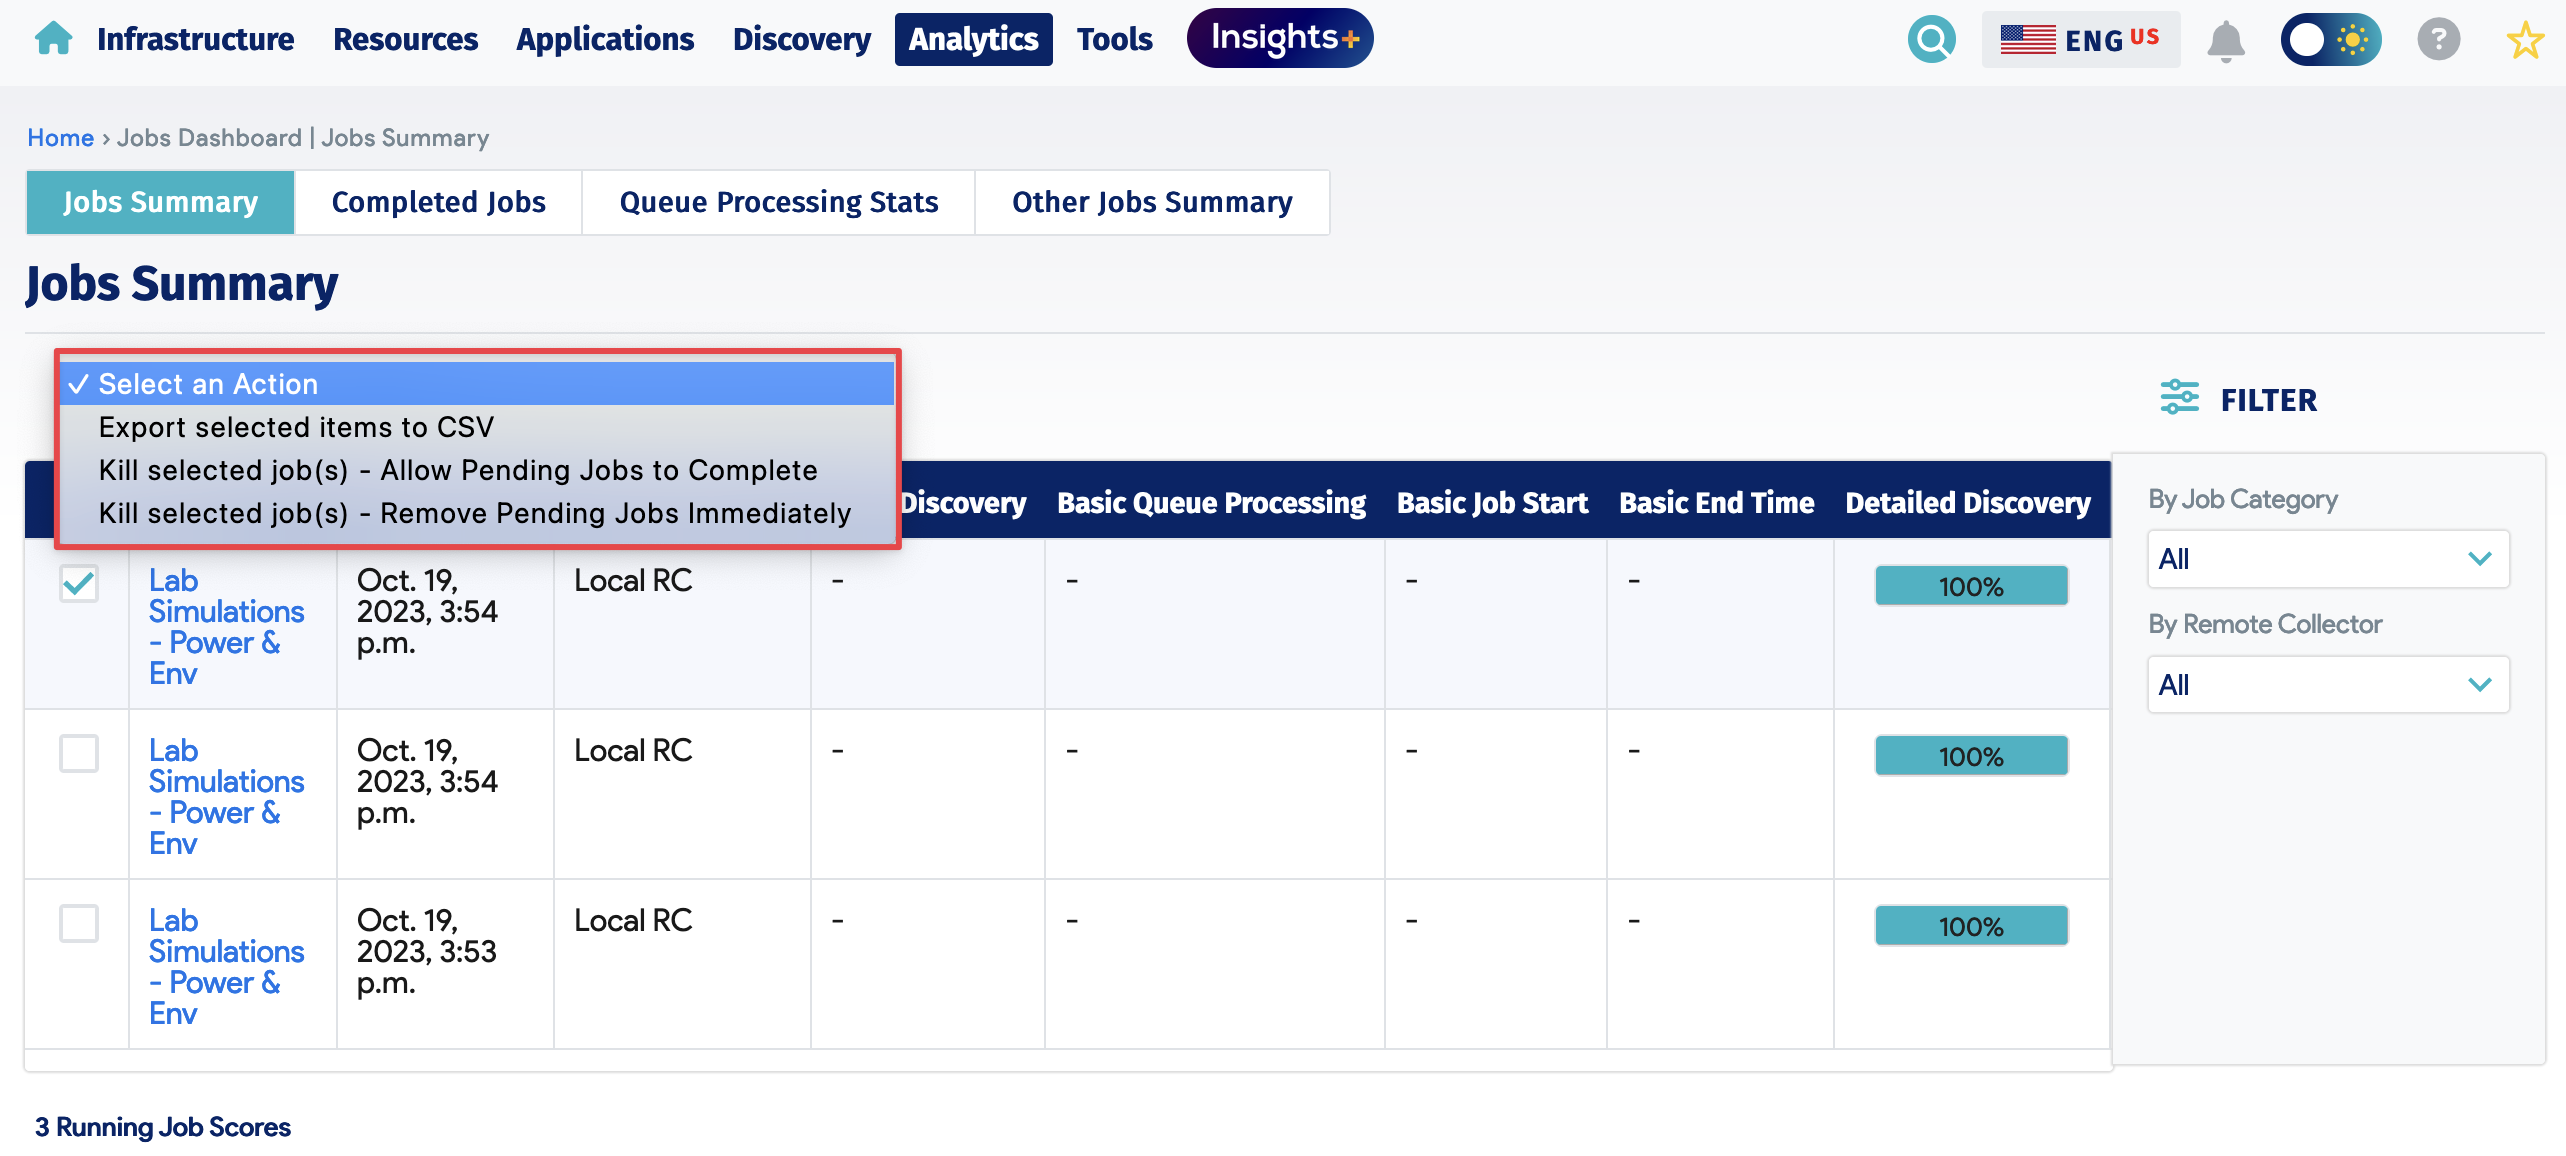 Infrastructure Resources Applications Discovery Analytics Tools Insights+ ENG US ?
Home › Jobs Dashboard | Jobs Summary
Jobs Summary Completed Jobs Queue Processing Stats Other Jobs Summary
Jobs Summary
✓ Select an Action
Export selected items to CSV
Kill selected job(s) - Allow Pending Jobs to Complete
Kill selected job(s) - Remove Pending Jobs Immediately
FILTER
Discovery Basic Queue Processing Basic Job Start Basic End Time Detailed Discovery
By Job Category
All
By Remote Collector
All
Lab Oct. 19, Local RC - - - - 100%
Simulations 2023, 3:54
- Power & p.m.
Env
Lab Oct. 19, Local RC - - - - 100%
Simulations 2023, 3:54
- Power & p.m.
Env
Lab Oct. 19, Local RC - - - - 100%
Simulations 2023, 3:53
- Power & p.m.
Env
3 Running Job Scores